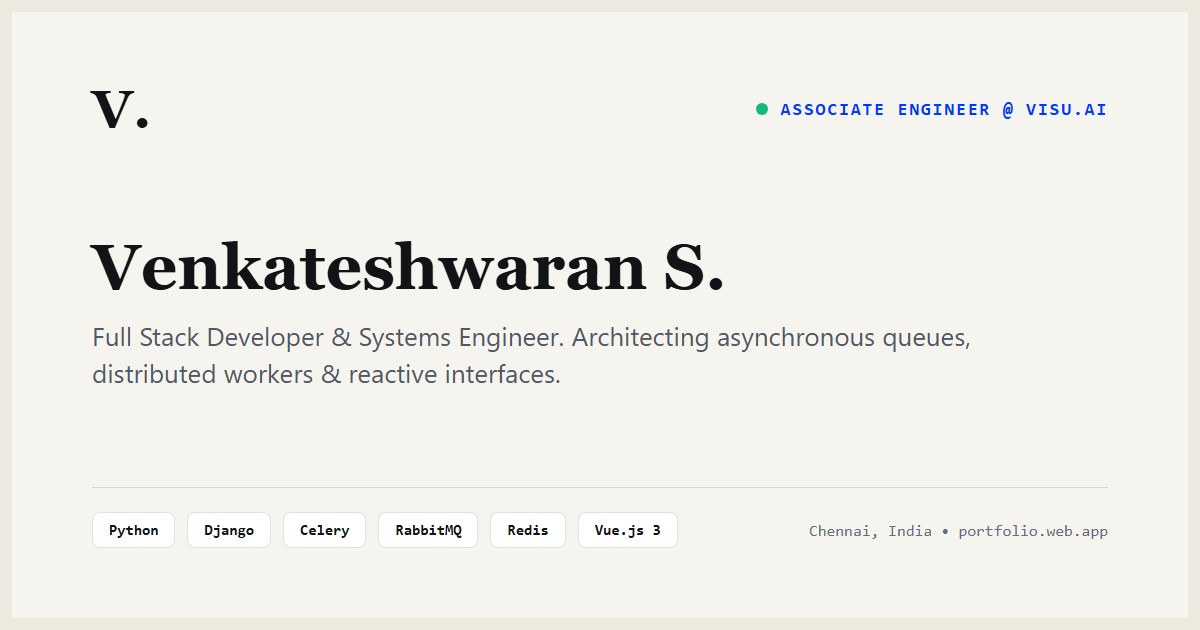 V.
ASSOCIATE ENGINEER @ VISU.AI
Venkateshwaran S.
Full Stack Developer & Systems Engineer. Architecting asynchronous queues,
distributed workers & reactive interfaces.
Python Django Celery RabbitMQ Redis Vue.js 3
Chennai, India • portfolio.web.app